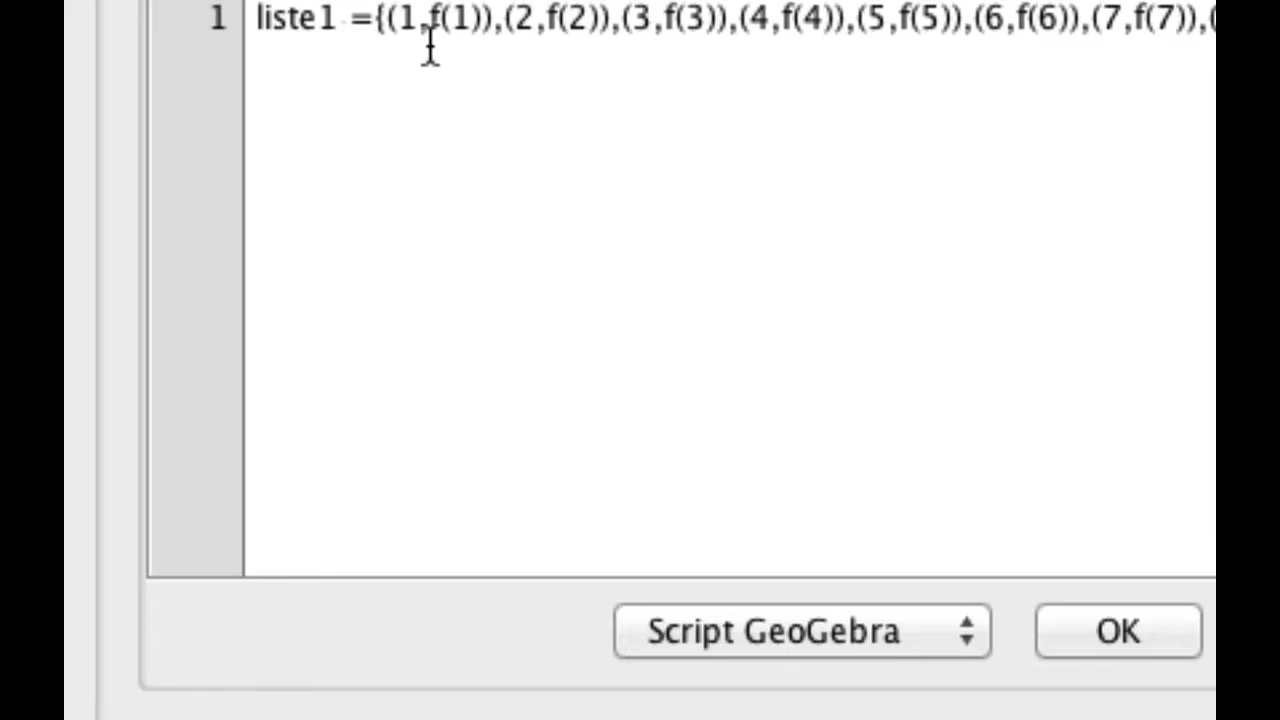 1 liste1 ={(1,f(1)),(2,f(2)),(3,f(3)),(4,f(4)),(5,f(5)),(6,f(6)),(7,f(7)),(
Script GeoGebra
OK